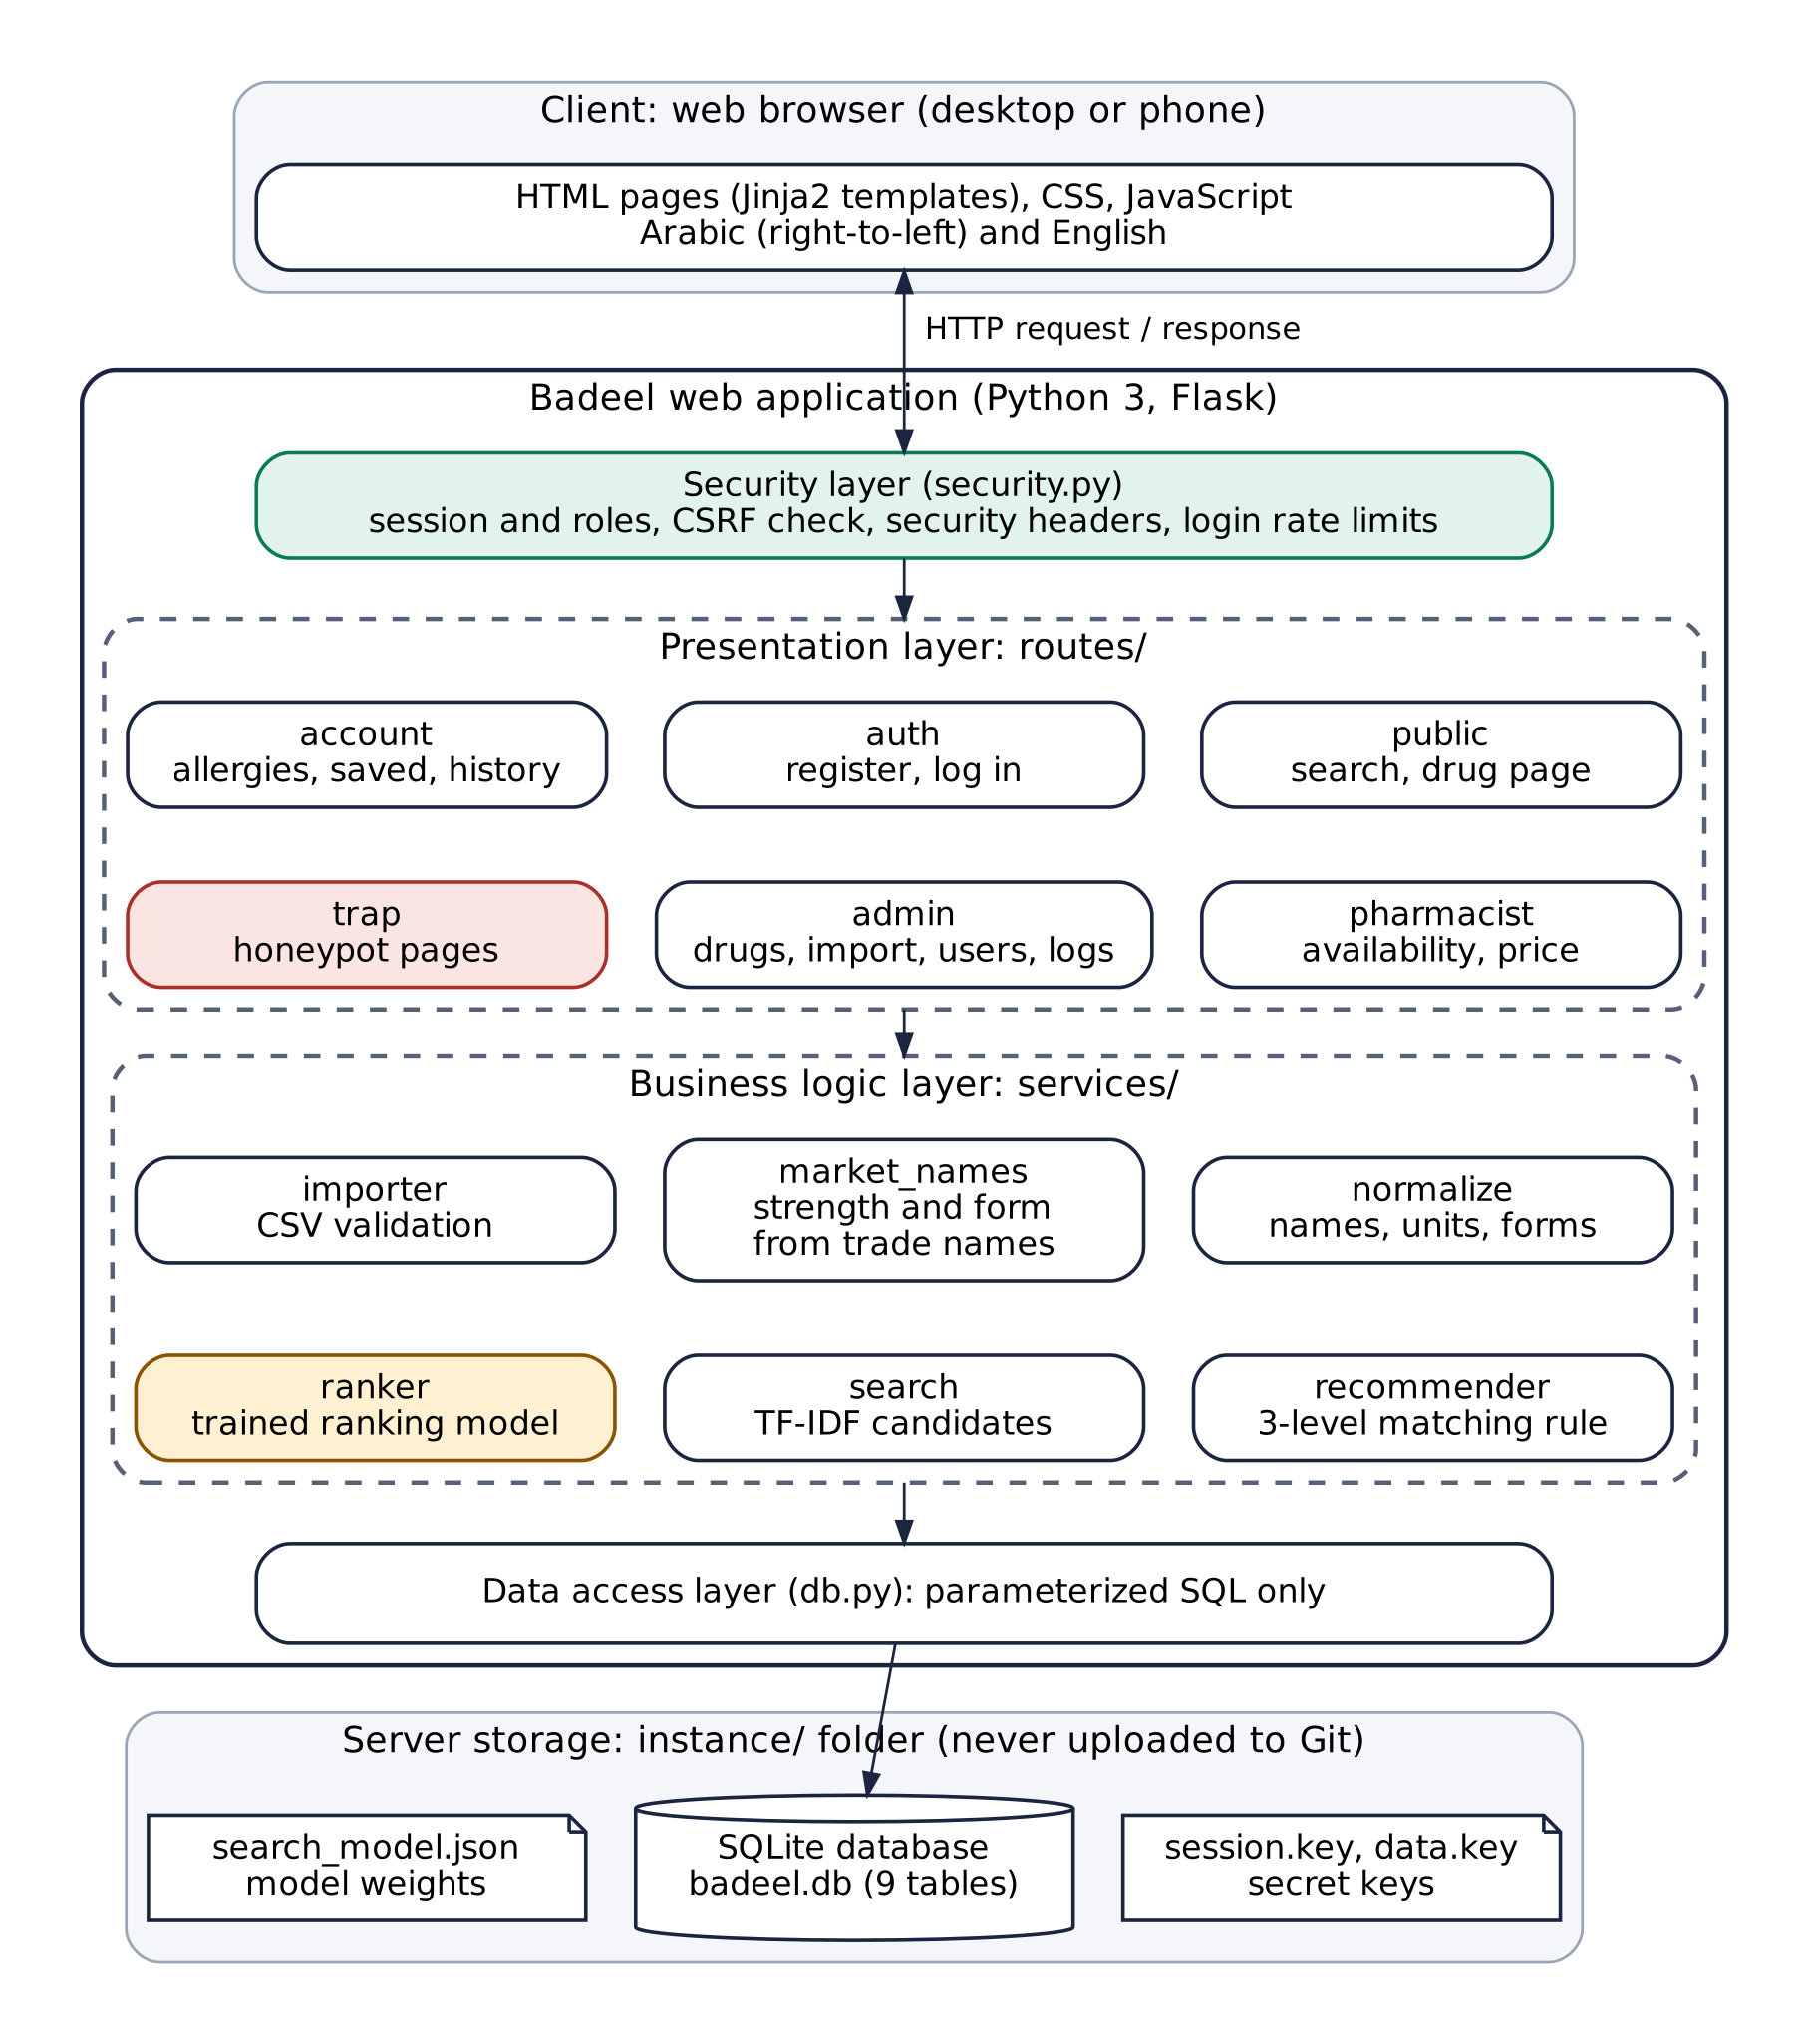 Client: web browser (desktop or phone)
HTML pages (Jinja2 templates), CSS, JavaScript
Arabic (right-to-left) and English
HTTP request / response
Badeel web application (Python 3, Flask)
Security layer (security.py)
session and roles, CSRF check, security headers, login rate limits
Presentation layer: routes/
account
allergies, saved, history
auth
register, log in
public
search, drug page
trap
honeypot pages
admin
drugs, import, users, logs
pharmacist
availability, price
Business logic layer: services/
importer
CSV validation
market_names
strength and form
from trade names
normalize
names, units, forms
ranker
trained ranking model
search
TF-IDF candidates
recommender
3-level matching rule
Data access layer (db.py): parameterized SQL only
Server storage: instance/ folder (never uploaded to Git)
search_model.json
model weights
SQLite database
badeel.db (9 tables)
session.key, data.key
secret keys